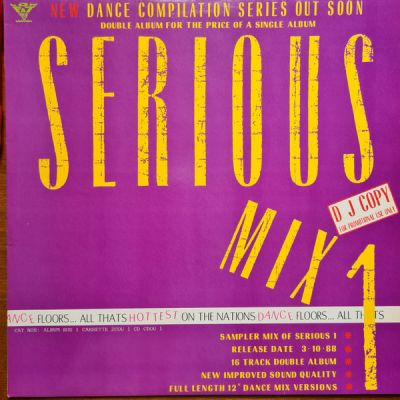 NEW DANCE COMPILATION SERIES OUT SOON
DOUBLE ALBUM FOR THE PRICE OF A SINGLE ALBUM
SERIOUS
MIX 1
D J COPY
FOR PROMOTIONAL USE ONLY
ANCE FLOORS... ALL THATS HOTTEST ON THE NATIONS DANCE FLOORS... ALL THATS
SAMPLER MIX OF SERIOUS 1
RELEASE DATE 3·10·88
16 TRACK DOUBLE ALBUM
NEW IMPROVED SOUND QUALITY
FULL LENGTH 12" DANCE MIX VERSIONS